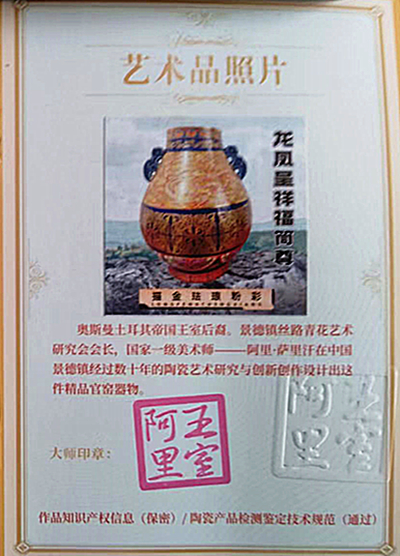 艺术品照片
龙凤呈祥福筒尊
描金珐琅粉彩
奥斯曼土耳其帝国王室后裔。景德镇丝路青花艺术
研究会会长，国家一级美术师———阿里·萨里汗在中国
景德镇经过数十年的陶瓷艺术研究与创新创作设计出这
件精品官窑器物。
大师印章：
王室
阿里
王室
阿里
作品知识产权信息（保密）/ 陶瓷产品检测鉴定技术规范（通过）